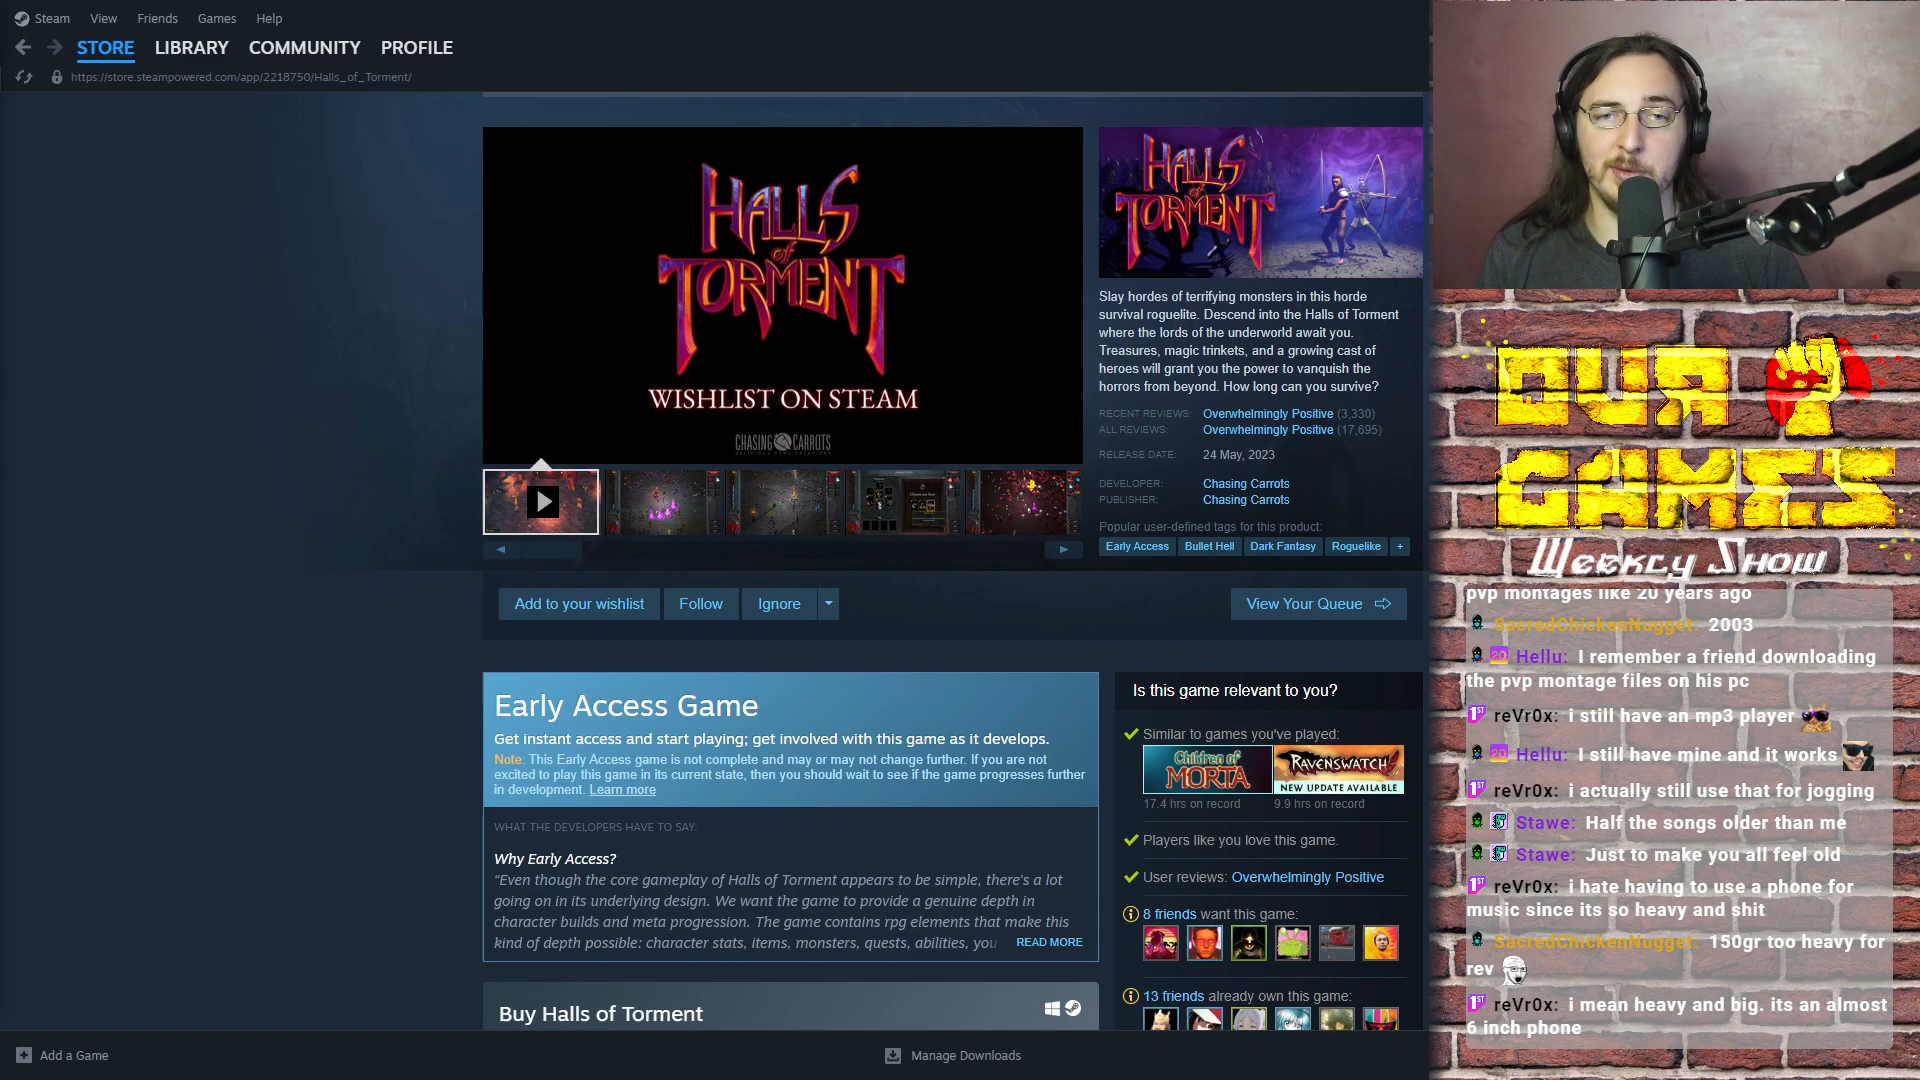 Steam View Friends Games Help
STORE LIBRARY COMMUNITY PROFILE
https://store.steampowered.com/app/2218750/Halls_of_Torment/
HALLS
of
TORMENT
WISHLIST ON STEAM
CHASING CARROTS
HALLS
of
TORMENT
Slay hordes of terrifying monsters in this horde
survival roguelite. Descend into the Halls of Torment
where the lords of the underworld await you.
Treasures, magic trinkets, and a growing cast of
heroes will grant you the power to vanquish the
horrors from beyond. How long can you survive?
RECENT REVIEWS: Overwhelmingly Positive (3,330)
ALL REVIEWS: Overwhelmingly Positive (17,695)
RELEASE DATE: 24 May, 2023
DEVELOPER: Chasing Carrots
PUBLISHER: Chasing Carrots
Popular user-defined tags for this product:
Early Access Bullet Hell Dark Fantasy Roguelike +
Add to your wishlist Follow Ignore
View Your Queue
Early Access Game
Get instant access and start playing; get involved with this game as it develops.
Note: This Early Access game is not complete and may or may not change further. If you are not
excited to play this game in its current state, then you should wait to see if the game progresses further
in development. Learn more
WHAT THE DEVELOPERS HAVE TO SAY:
Why Early Access?
“Even though the core gameplay of Halls of Torment appears to be simple, there's a lot
going on in its underlying design. We want the game to provide a genuine depth in
character builds and meta progression. The game contains rpg elements that make this
kind of depth possible: character stats, items, monsters, quests, abilities, you READ MORE
Buy Halls of Torment
Is this game relevant to you?
Similar to games you've played:
Children of
MORTA
RAVENSWATCH
NEW UPDATE AVAILABLE
17.4 hrs on record 9.9 hrs on record
Players like you love this game.
User reviews: Overwhelmingly Positive
8 friends want this game:
13 friends already own this game:
Add a Game
Manage Downloads
OUR
GAMES
Weekly Show
pvp montages like 20 years ago
SacredChickenNugget: 2003
20 Hellu: I remember a friend downloading
the pvp montage files on his pc
1ST reVr0x: i still have an mp3 player
20 Hellu: I still have mine and it works
1ST reVr0x: i actually still use that for jogging
Stawe: Half the songs older than me
Stawe: Just to make you all feel old
1ST reVr0x: i hate having to use a phone for
music since its so heavy and shit
SacredChickenNugget: 150gr too heavy for
rev
1ST reVr0x: i mean heavy and big. its an almost
6 inch phone